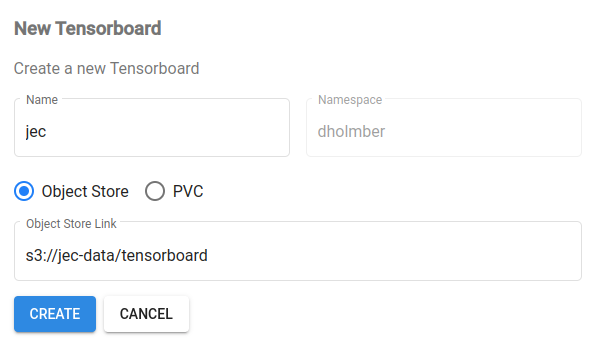 New Tensorboard
Create a new Tensorboard
Name
Namespace
jec
dholmber
Object Store
PVC
Object Store Link
s3://jec-data/tensorboard
CREATE
CANCEL